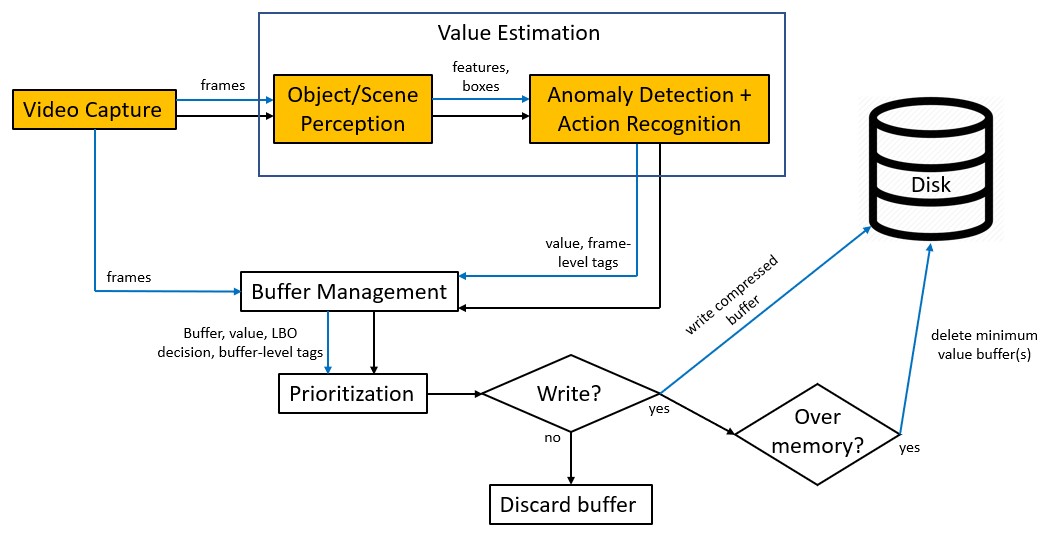 Value Estimation
Video Capture
frames
Object/Scene
Perception
features,
boxes
Anomaly Detection +
Action Recognition
Disk
value, frame-
level tags
frames
Buffer Management
write compressed
buffer
Buffer, value, LBO
decision, buffer-level tags
delete minimum
value buffer(s)
Prioritization
Write?
yes
no
Over
memory?
yes
Discard buffer